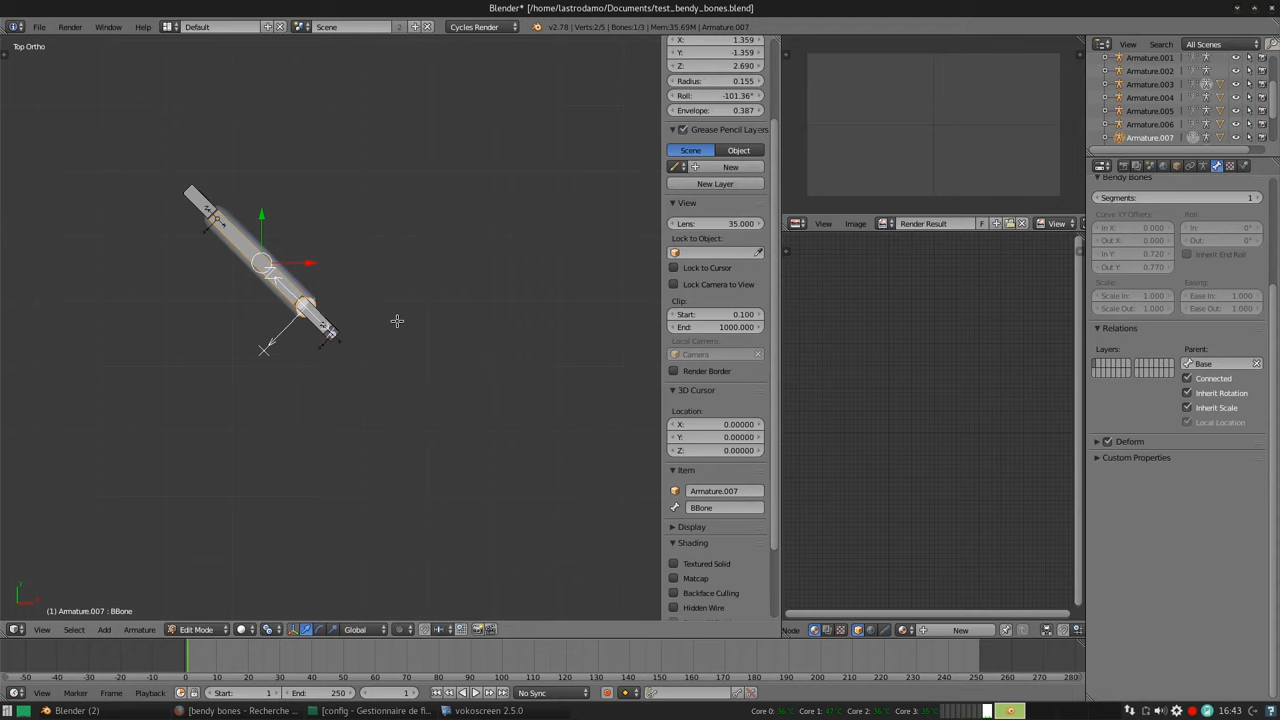 Blender* [/home/lastrodamo/Documents/test_bendy_bones.blend]
File Render Window Help Default Scene 2 Cycles Render v2.78 | Verts:2/5 | Bones:1/3 | Mem:35.69M | Armature.007
Top Ortho
(1) Armature.007 : BBone
View Select Add Armature Edit Mode Global
X: 1.359
Y: -1.359
Z: 2.690
Radius: 0.155
Roll: -101.36°
Envelope: 0.387
Grease Pencil Layers
Scene Object
New
New Layer
View
Lens: 35.000
Lock to Object:
Lock to Cursor
Lock Camera to View
Clip:
Start: 0.100
End: 1000.000
Local Camera:
Camera
Render Border
3D Cursor
Location:
X: 0.00000
Y: 0.00000
Z: 0.00000
Item
Armature.007
BBone
Display
Shading
Textured Solid
Matcap
Backface Culling
Hidden Wire
View Image Render Result F View
Node New
View Search All Scenes
Armature.001
Armature.002
Armature.003
Armature.004
Armature.005
Armature.006
Armature.007
Bendy Bones
Segments: 1
Curve XY Offsets: Roll:
In X: 0.000 In: 0°
Out X: 0.000 Out: 0°
In Y: 0.720 Inherit End Roll
Out Y: 0.770
Scale: Easing:
Scale In: 1.000 Ease In: 1.000
Scale Out: 1.000 Ease Out: 1.000
Relations
Layers: Parent:
Base
Connected
Inherit Rotation
Inherit Scale
Local Location
Deform
Custom Properties
-50 -40 -30 -20 -10 0 10 20 30 40 50 60 70 80 90 100 110 120 130 140 150 160 170 180 190 200 210 220 230 240 250 260 270 280
View Marker Frame Playback Start: 1 End: 250 1 No Sync
Blender (2) [bendy bones - Recherche ... [config - Gestionnaire de fi... vokoscreen 2.5.0 Core 0: 36°C Core 1: 47°C Core 2: 36°C Core 3: 35°C 16:43